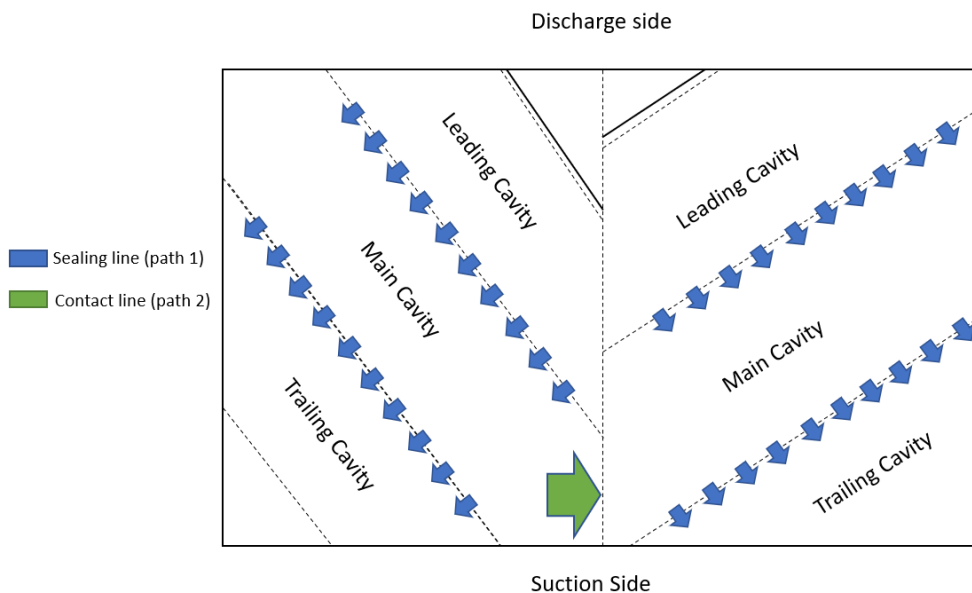 Discharge side
Leading Cavity
Leading Cavity
Sealing line (path 1)
Main Cavity
Contact line (path 2)
Main Cavity
Trailing Cavity
Trailing Cavity
Suction Side